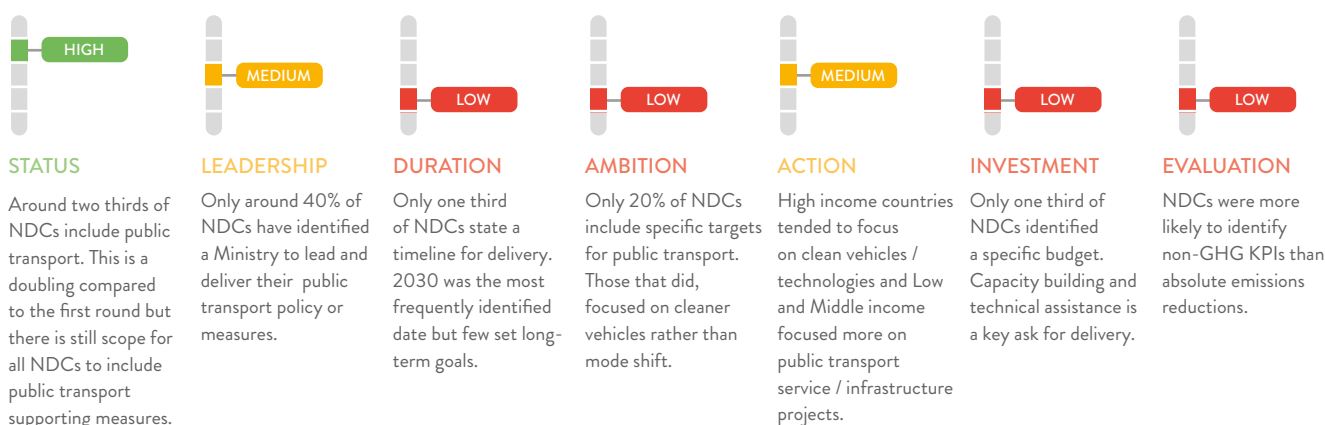 HIGH
STATUS
Around two thirds of
NDCs include public
transport. This is a
doubling compared
to the first round but
there is still scope for
all NDCs to include
public transport
supporting measures.
MEDIUM
LEADERSHIP
Only around 40% of
NDCs have identified
a Ministry to lead and
deliver their public
transport policy or
measures.
LOW
DURATION
Only one third
of NDCs state a
timeline for delivery.
2030 was the most
frequently identified
date but few set long-
term goals.
LOW
AMBITION
Only 20% of NDCs
include specific targets
for public transport.
Those that did,
focused on cleaner
vehicles rather than
mode shift.
MEDIUM
ACTION
High income countries
tended to focus
on clean vehicles /
technologies and Low
and Middle income
focused more on
public transport
service / infrastructure
projects.
LOW
INVESTMENT
Only one third of
NDCs identified
a specific budget.
Capacity building and
technical assistance is
a key ask for delivery.
LOW
EVALUATION
NDCs were more
likely to identify
non-GHG KPIs than
absolute emissions
reductions.